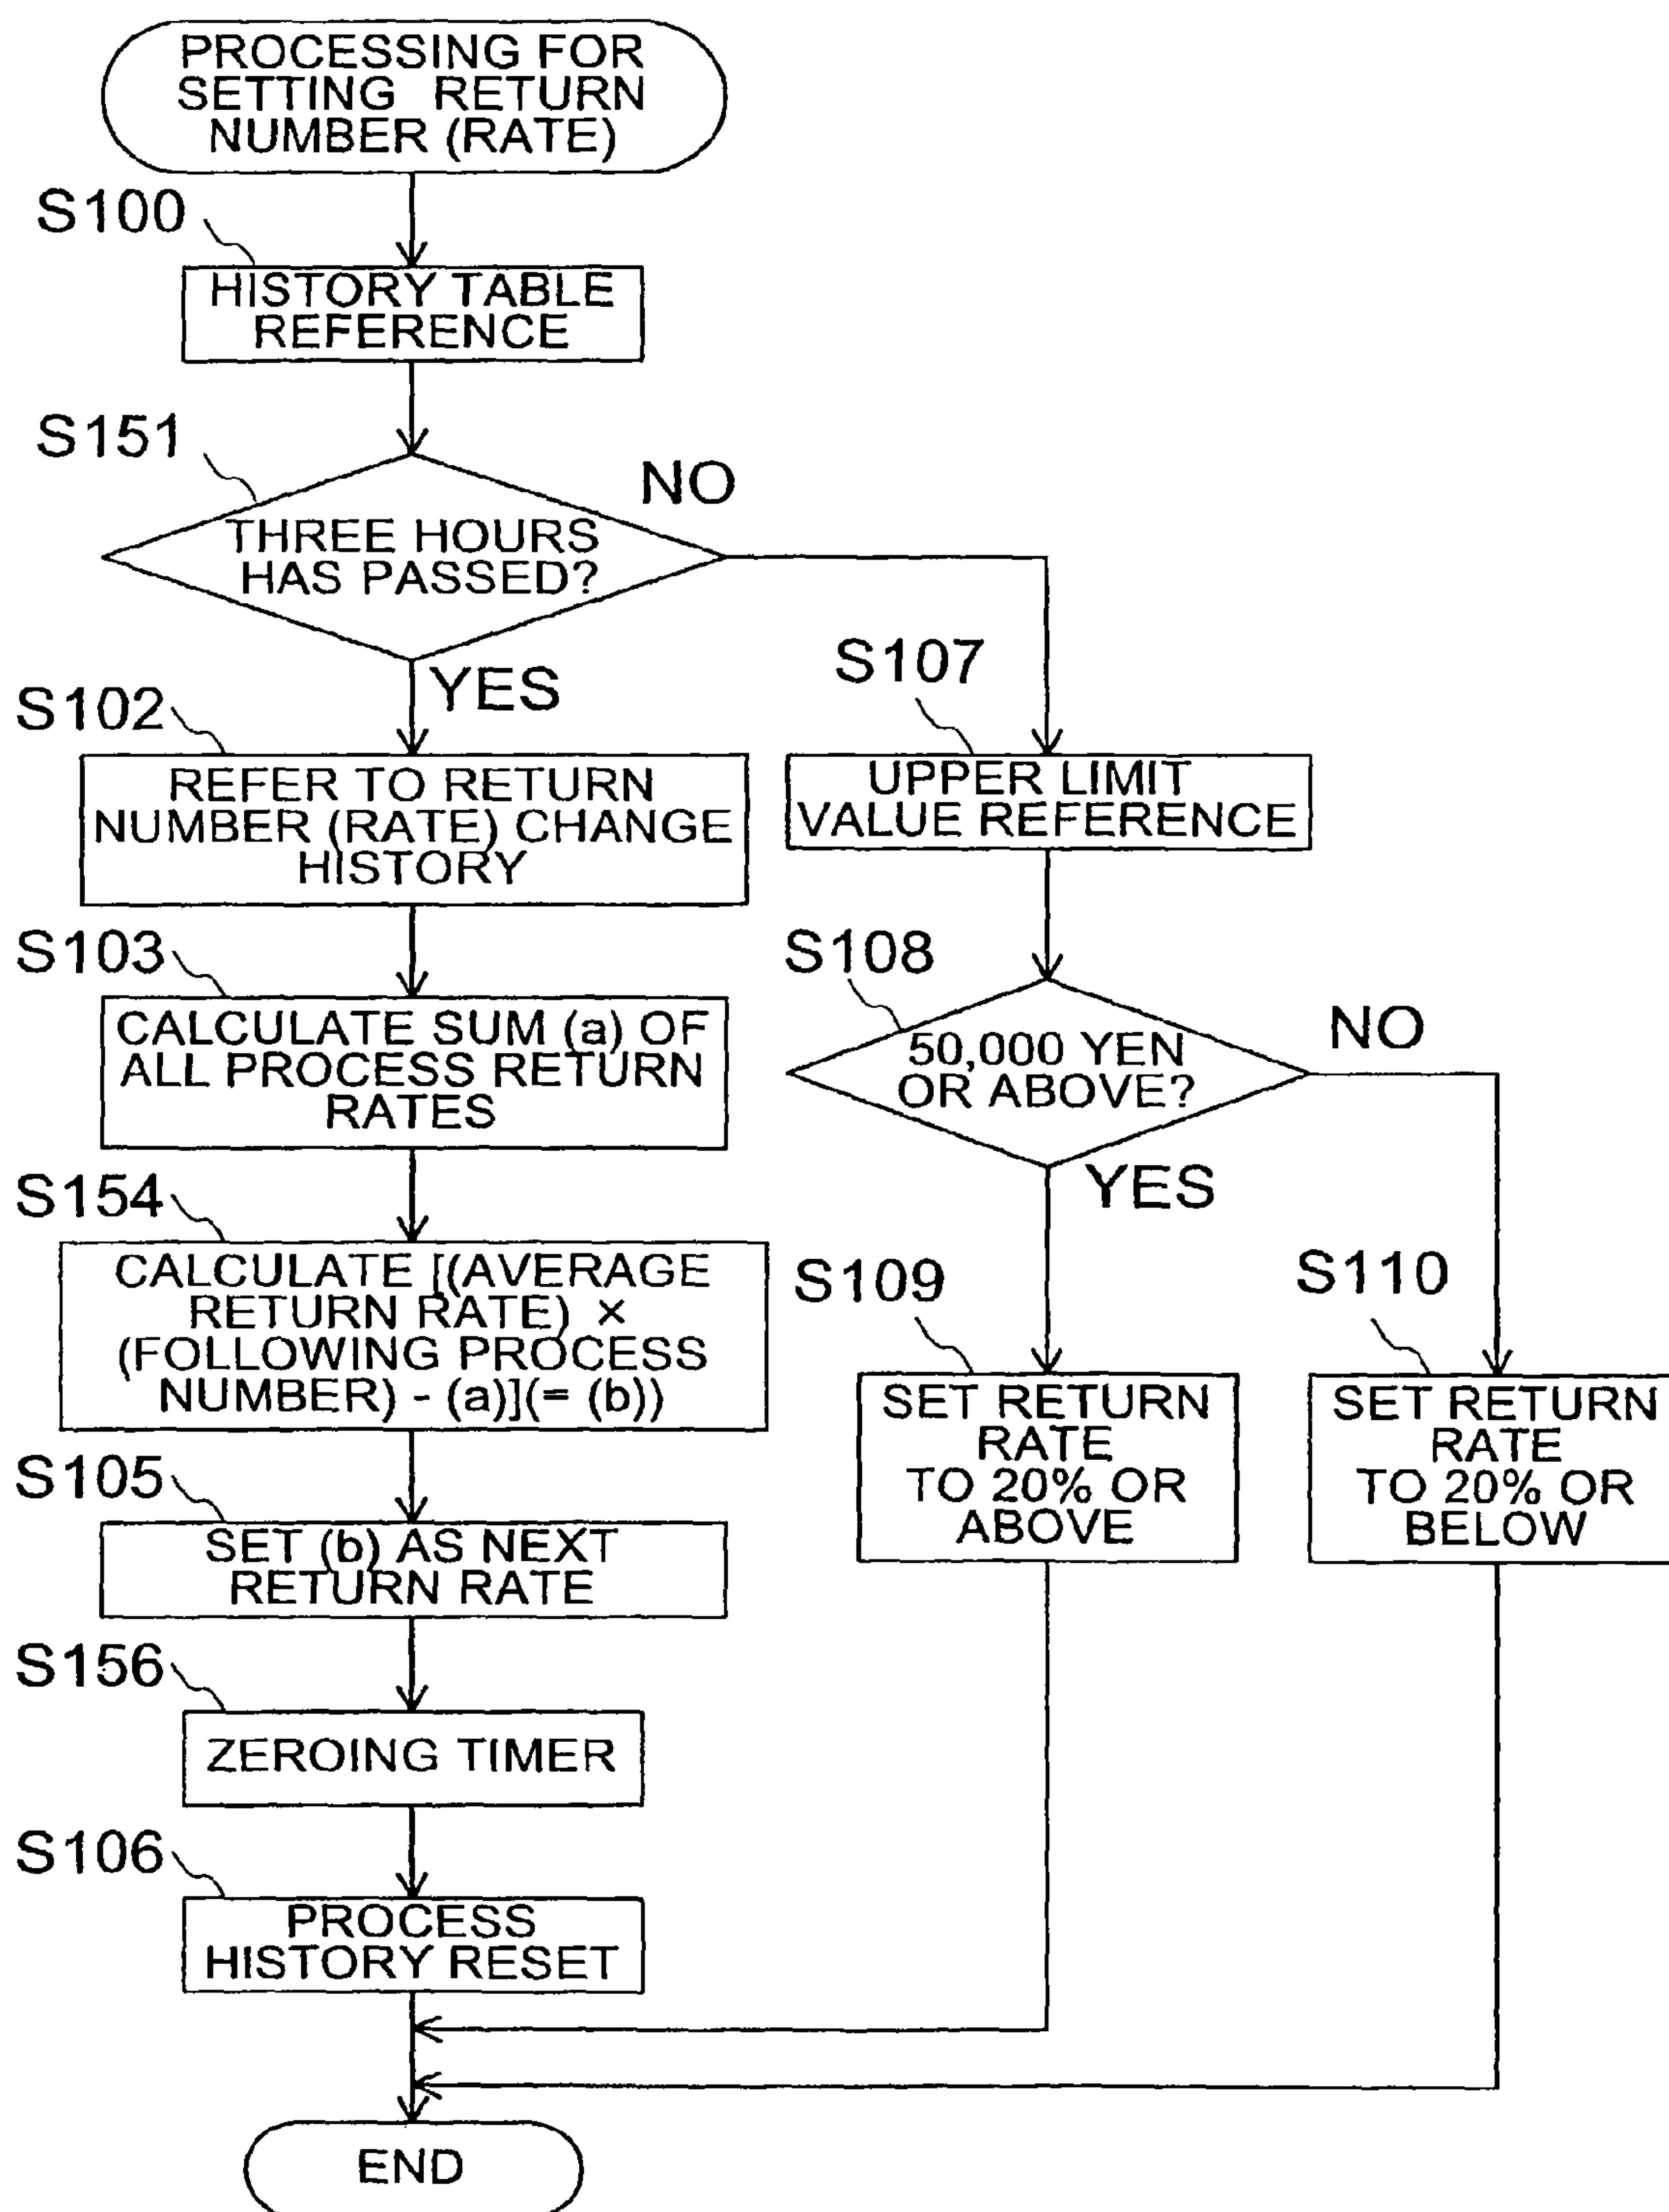 PROCESSING FOR
SETTING RETURN
NUMBER (RATE)
S100
HISTORY TABLE
REFERENCE
S151
THREE HOURS
HAS PASSED?
NO
YES
S102
REFER TO RETURN
NUMBER (RATE) CHANGE
HISTORY
S103
CALCULATE SUM (a) OF
ALL PROCESS RETURN
RATES
S154
CALCULATE [(AVERAGE
RETURN RATE) ×
(FOLLOWING PROCESS
NUMBER) - (a)](= (b))
S105
SET (b) AS NEXT
RETURN RATE
S156
ZEROING TIMER
S106
PROCESS
HISTORY RESET
S107
UPPER LIMIT
VALUE REFERENCE
S108
50,000 YEN
OR ABOVE?
NO
YES
S109
SET RETURN
RATE
TO 20% OR
ABOVE
S110
SET RETURN
RATE
TO 20% OR
BELOW
END